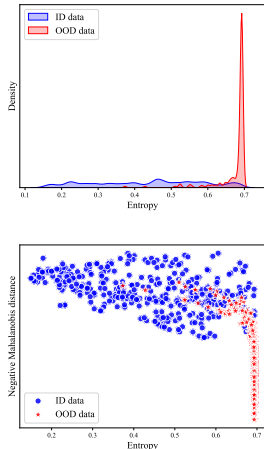 ID data
OOD data
Density
0.1 0.2 0.3 0.4 0.5 0.6 0.7
Entropy
Negative Mahalanobis distance
ID data
OOD data
0.2 0.3 0.4 0.5 0.6 0.7
Entropy